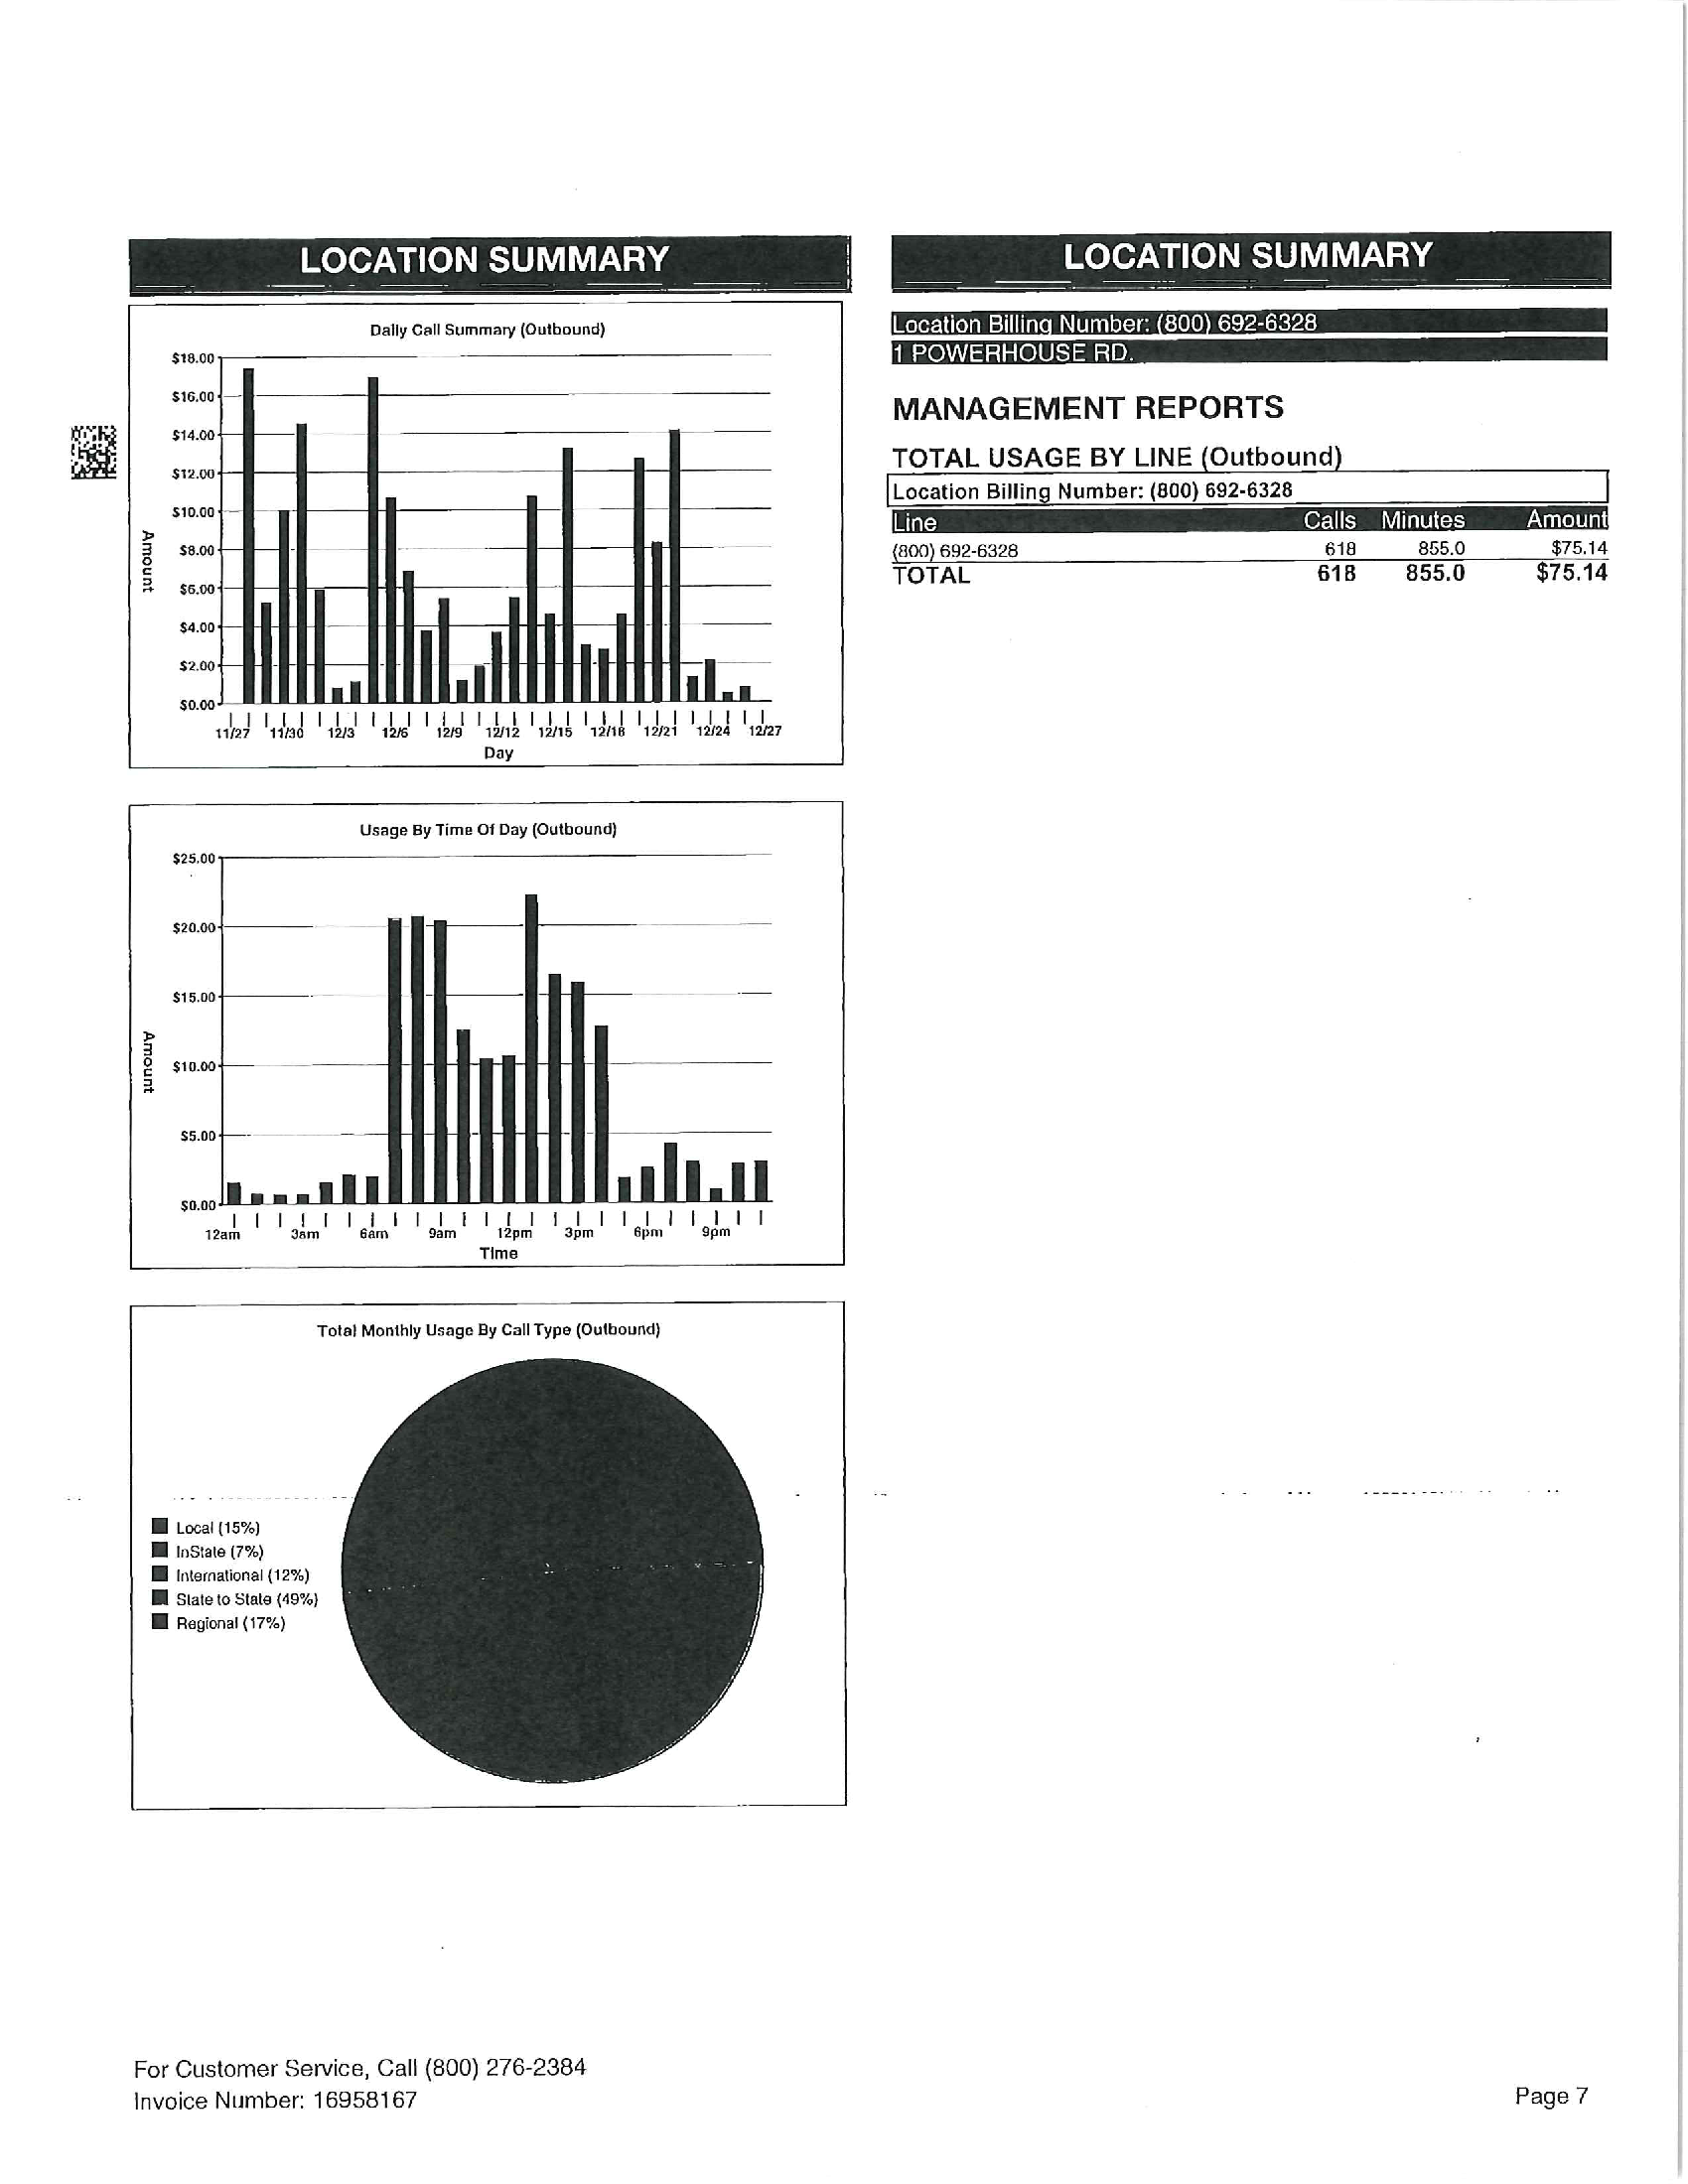 LOCATION SUMMARY
Daily Call Summary (Outbound)
$18.00
$16.00
$14.00
$12.00
$10.00
$8.00
$6.00
$4.00
$2.00
$0.00
Amount
11/27 11/30 12/3 12/6 12/9 12/12 12/15 12/18 12/21 12/24 12/27
Day
Usage By Time Of Day (Outbound)
$25.00
$20.00
$15.00
$10.00
$5.00
$0.00
Amount
12am 3am 6am 9am 12pm 3pm 6pm 9pm
Time
Total Monthly Usage By Call Type (Outbound)
Local (15%)
InState (7%)
International (12%)
State to State (49%)
Regional (17%)
LOCATION SUMMARY
Location Billing Number: (800) 692-6328
1 POWERHOUSE RD.
MANAGEMENT REPORTS
TOTAL USAGE BY LINE (Outbound)
Location Billing Number: (800) 692-6328
Line Calls Minutes Amount
(800) 692-6328 618 855.0 $75.14
TOTAL 618 855.0 $75.14
For Customer Service, Call (800) 276-2384
Invoice Number: 16958167
Page 7